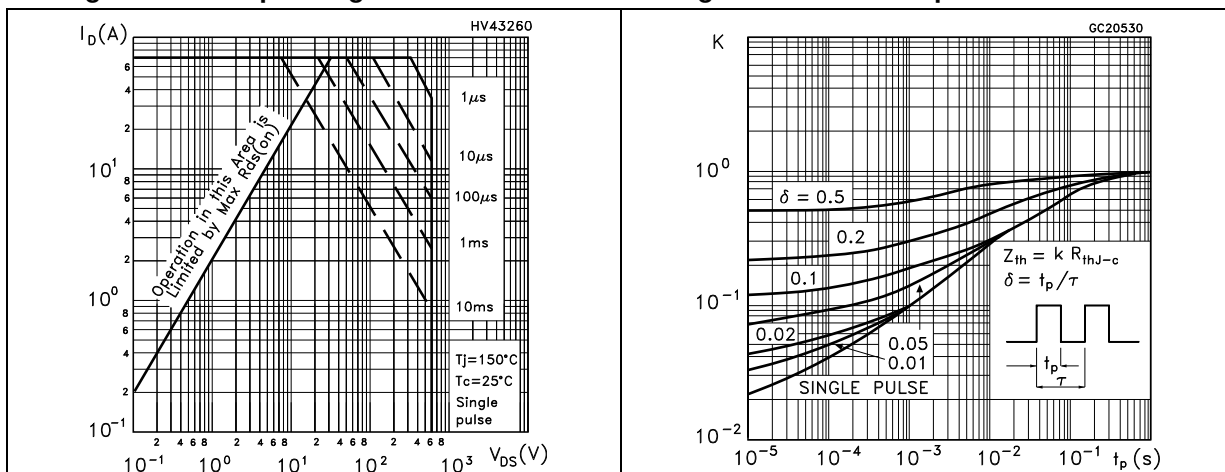 I_D(A)
HV43260
6
4
2
10^1
8
6
4
2
10^0
8
6
4
2
10^-1
Operation in this Area is
Limited by Max Rds(on)
1μs
10μs
100μs
1ms
10ms
Tj=150°C
Tc=25°C
Single
pulse
2 4 6 8 2 4 6 8 2 4 6 8 2 4 6 8
10^-1 10^0 10^1 10^2 10^3 V_DS(V)
K
GC20530
10^0
10^-1
10^-2
δ = 0.5
0.2
0.1
0.02
0.05
0.01
SINGLE PULSE
Z_th = k R_thJ-c
δ = t_p/τ
t_p
τ
10^-5 10^-4 10^-3 10^-2 10^-1 t_p(s)